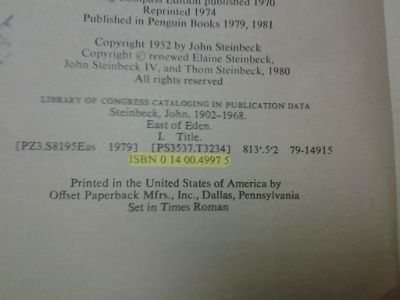 Compass Edition published 1970
Reprinted 1974
Published in Penguin Books 1979, 1981
Copyright 1952 by John Steinbeck
Copyright © renewed Elaine Steinbeck,
John Steinbeck IV, and Thom Steinbeck, 1980
All rights reserved
LIBRARY OF CONGRESS CATALOGING IN PUBLICATION DATA
Steinbeck, John, 1902–1968.
East of Eden.
I. Title.
[PZ3.S8195Eas 1979] [PS3537.T3234] 813'.5'2 79-14915
ISBN 0 14 00.4997 5
Printed in the United States of America by
Offset Paperback Mfrs., Inc., Dallas, Pennsylvania
Set in Times Roman